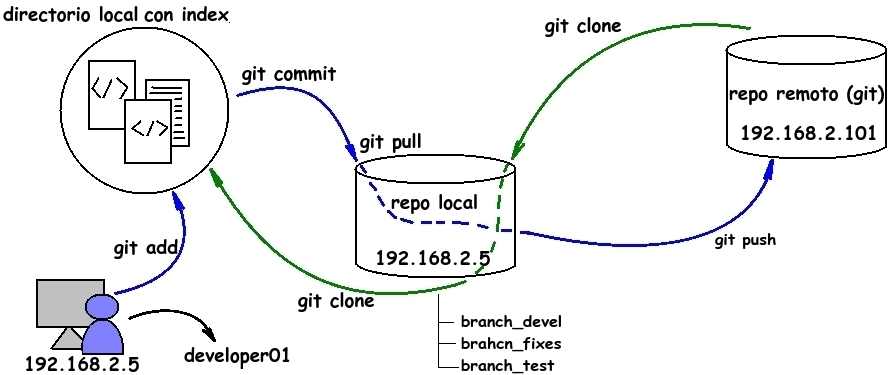 directorio local con index
git clone
git commit
</>
</>
repo remoto (git)
192.168.2.101
git pull
repo local
192.168.2.5
git add
git push
git clone
developer01
192.168.2.5
branch_devel
brahcn_fixes
branch_test